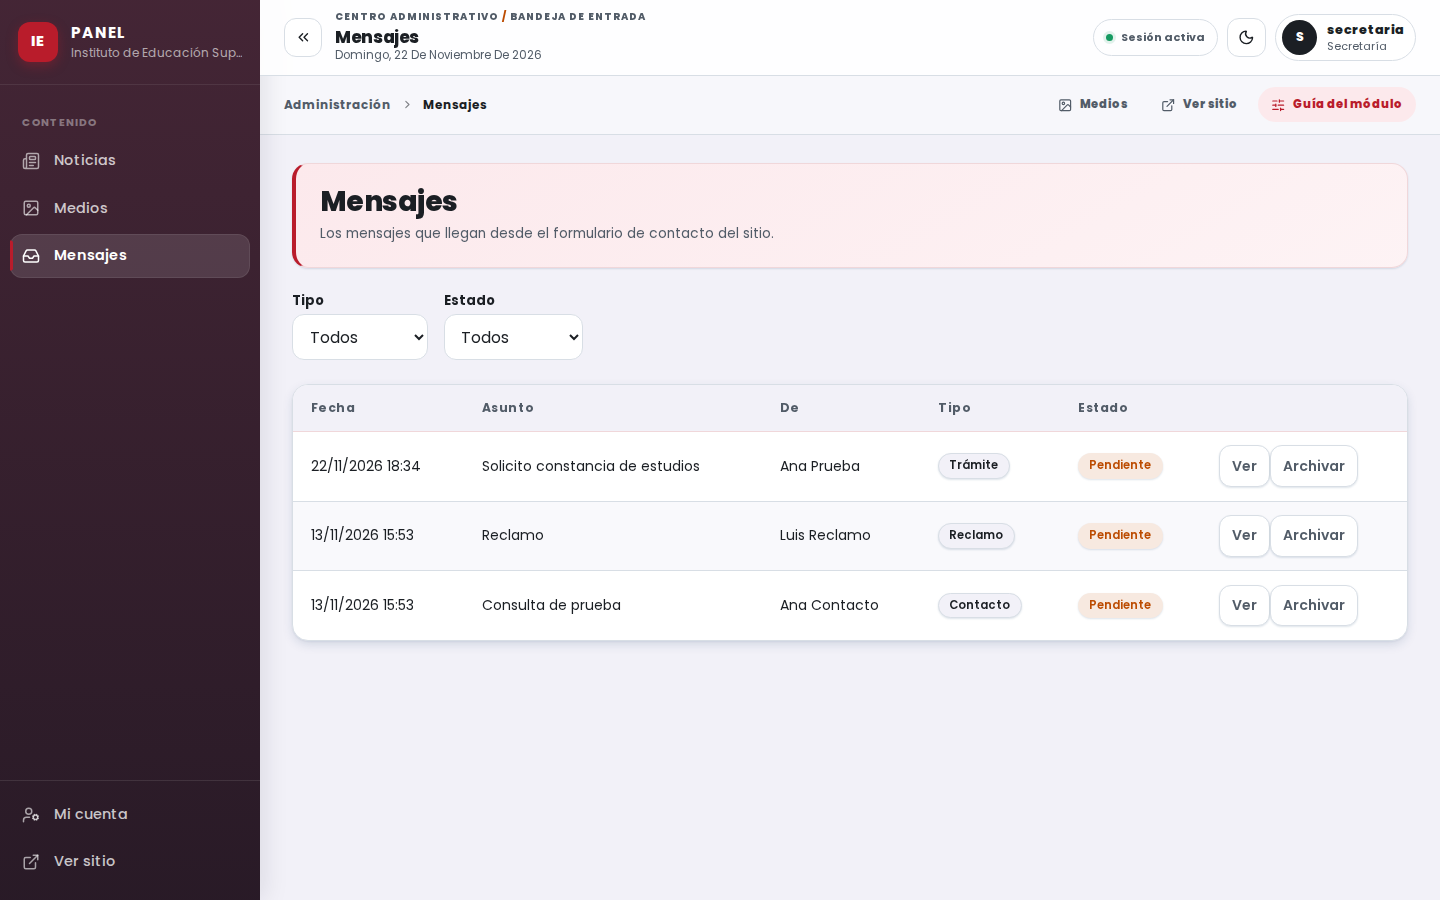 IE
PANEL
Instituto de Educación Sup...
CONTENIDO
Noticias
Medios
Mensajes
Mi cuenta
Ver sitio
CENTRO ADMINISTRATIVO / BANDEJA DE ENTRADA
Mensajes
Domingo, 22 De Noviembre De 2026
Sesión activa
S
secretaria
Secretaría
Administración > Mensajes
Medios
Ver sitio
Guía del módulo
Mensajes
Los mensajes que llegan desde el formulario de contacto del sitio.
Tipo Estado
Todos Todos
Fecha Asunto De Tipo Estado
22/11/2026 18:34 Solicito constancia de estudios Ana Prueba Trámite Pendiente Ver Archivar
13/11/2026 15:53 Reclamo Luis Reclamo Reclamo Pendiente Ver Archivar
13/11/2026 15:53 Consulta de prueba Ana Contacto Contacto Pendiente Ver Archivar